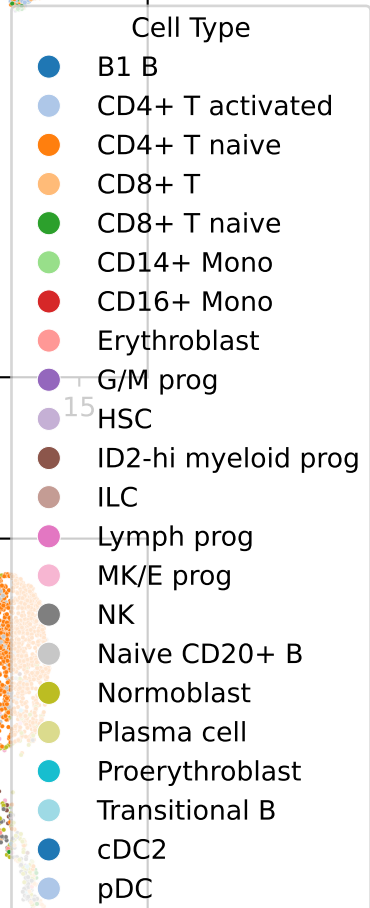 Cell Type
B1 B
CD4+ T activated
CD4+ T naive
CD8+ T
CD8+ T naive
CD14+ Mono
CD16+ Mono
Erythroblast
G/M prog
15
HSC
ID2-hi myeloid prog
ILC
Lymph prog
MK/E prog
NK
Naive CD20+ B
Normoblast
Plasma cell
Proerythroblast
Transitional B
cDC2
pDC